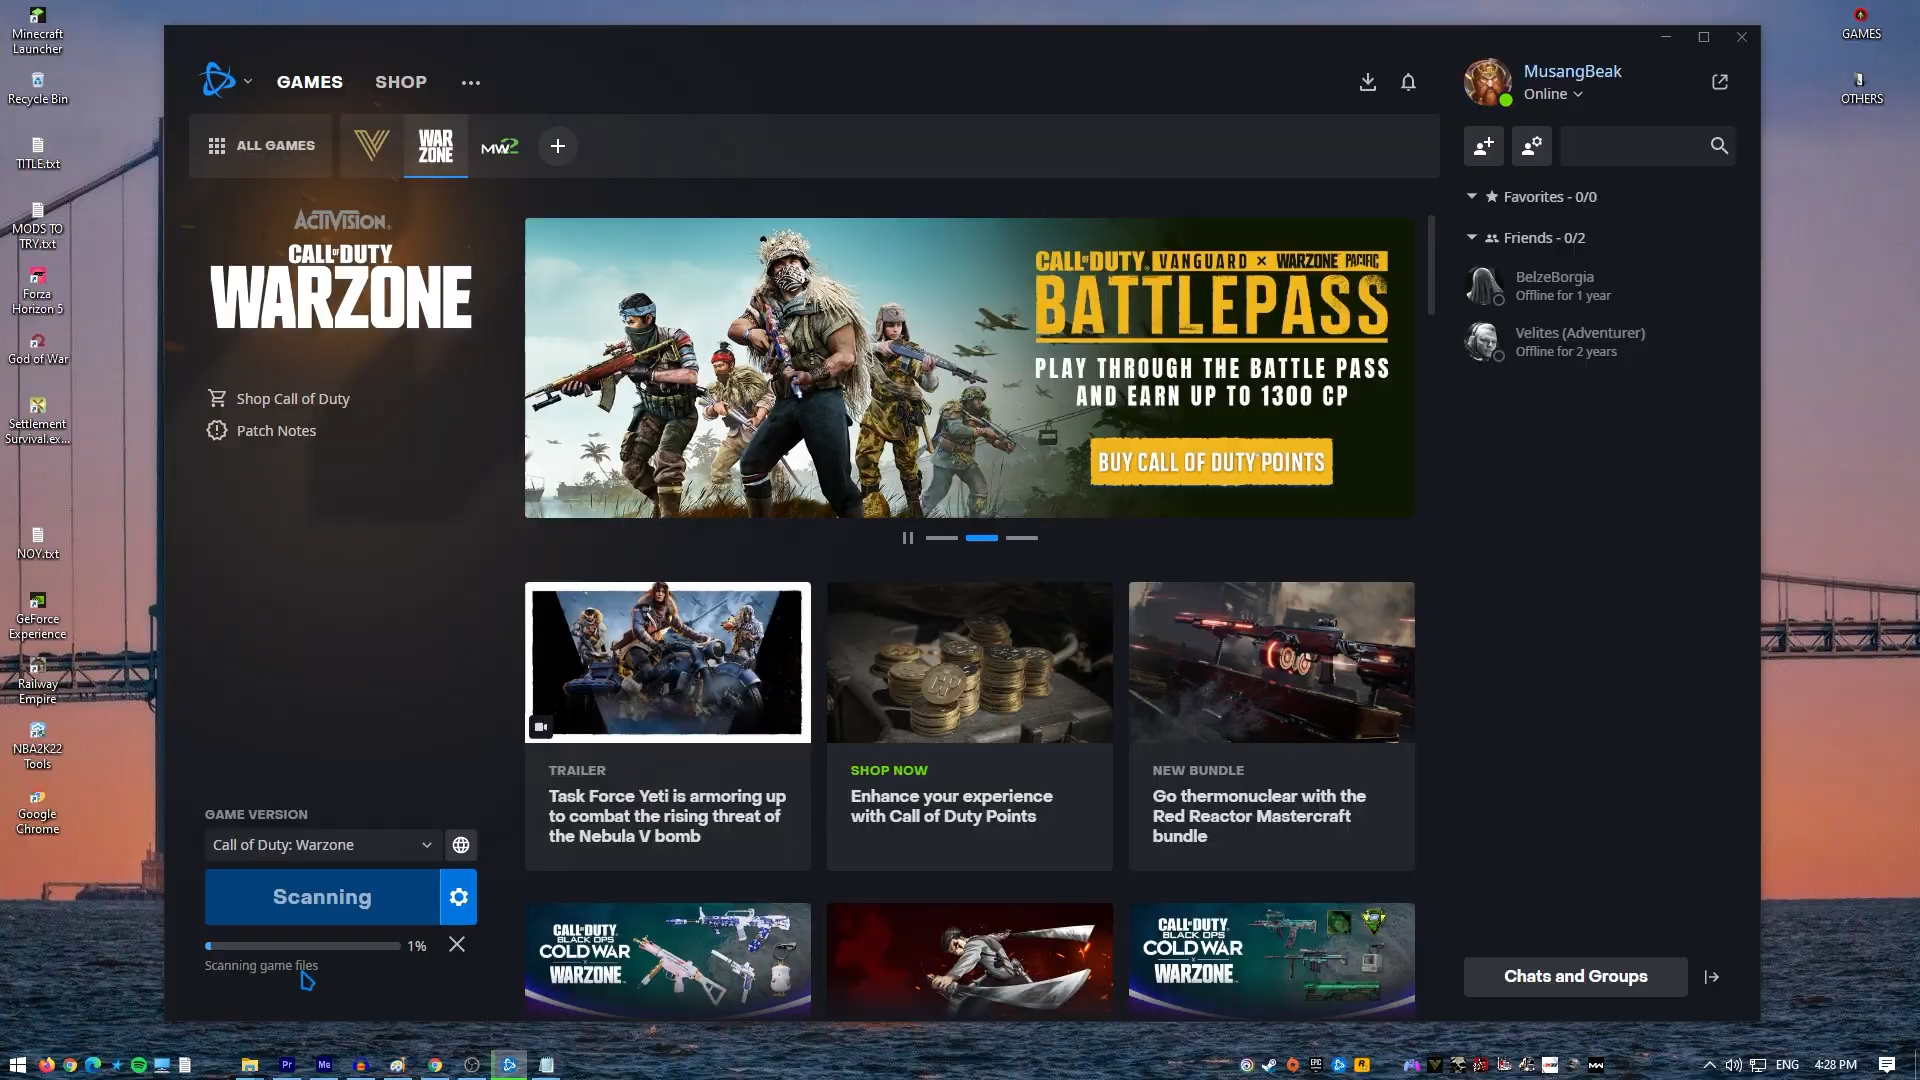 Minecraft
Launcher
Recycle Bin
TITLE.txt
MODS TO
TRY.txt
Forza
Horizon 5
God of War
Settlement
Survival.ex...
NOY.txt
GeForce
Experience
Railway
Empire
NBA2K22
Tools
Google
Chrome
GAMES
OTHERS
GAMES
SHOP
ALL GAMES
WAR
ZONE
MW2
ACTIVISION
CALL OF DUTY
WARZONE
Shop Call of Duty
Patch Notes
CALL OF DUTY. VANGUARD × WARZONE PACIFIC
BATTLEPASS
PLAY THROUGH THE BATTLE PASS
AND EARN UP TO 1300 CP
BUY CALL OF DUTY POINTS
TRAILER
Task Force Yeti is armoring up
to combat the rising threat of
the Nebula V bomb
SHOP NOW
Enhance your experience
with Call of Duty Points
NEW BUNDLE
Go thermonuclear with the
Red Reactor Mastercraft
bundle
CALL OF DUTY
BLACK OPS
COLD WAR
×
WARZONE
CALL OF DUTY
BLACK OPS
COLD WAR
×
WARZONE
GAME VERSION
Call of Duty: Warzone
Scanning
1%
Scanning game files
MusangBeak
Online
Favorites - 0/0
Friends - 0/2
BelzeBorgia
Offline for 1 year
Velites (Adventurer)
Offline for 2 years
Chats and Groups
Pr
Me
EPIC
R
ENG
4:28 PM